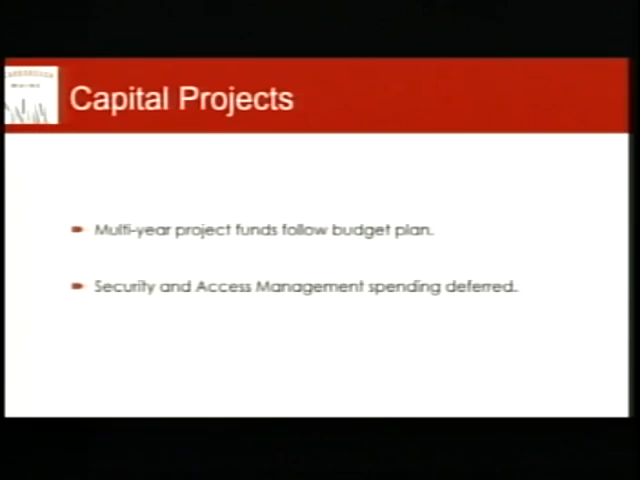 Capital Projects
Multi-year project funds follow budget plan.
Security and Access Management spending deferred.